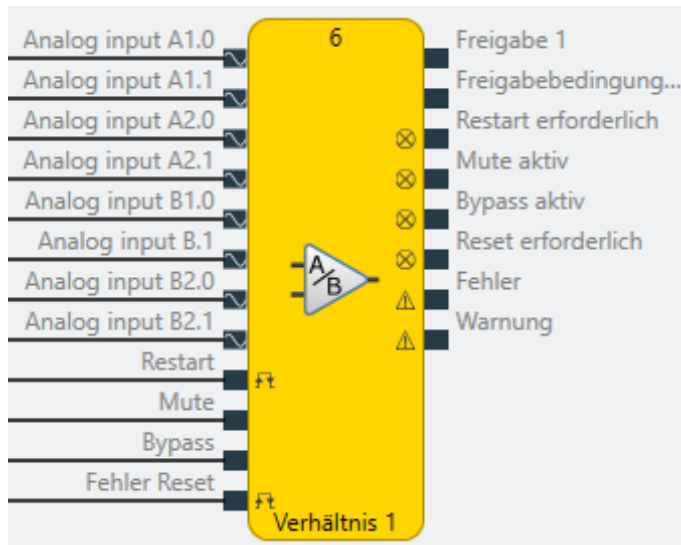 Analog input A1.0
6
Freigabe 1
Analog input A1.1
Freigabebedingung...
Analog input A2.0
Restart erforderlich
Analog input A2.1
Mute aktiv
Analog input B1.0
Bypass aktiv
Analog input B.1
Reset erforderlich
Analog input B2.0
A/B
Fehler
Analog input B2.1
Warnung
Restart
Mute
Bypass
Fehler Reset
Verhältnis 1